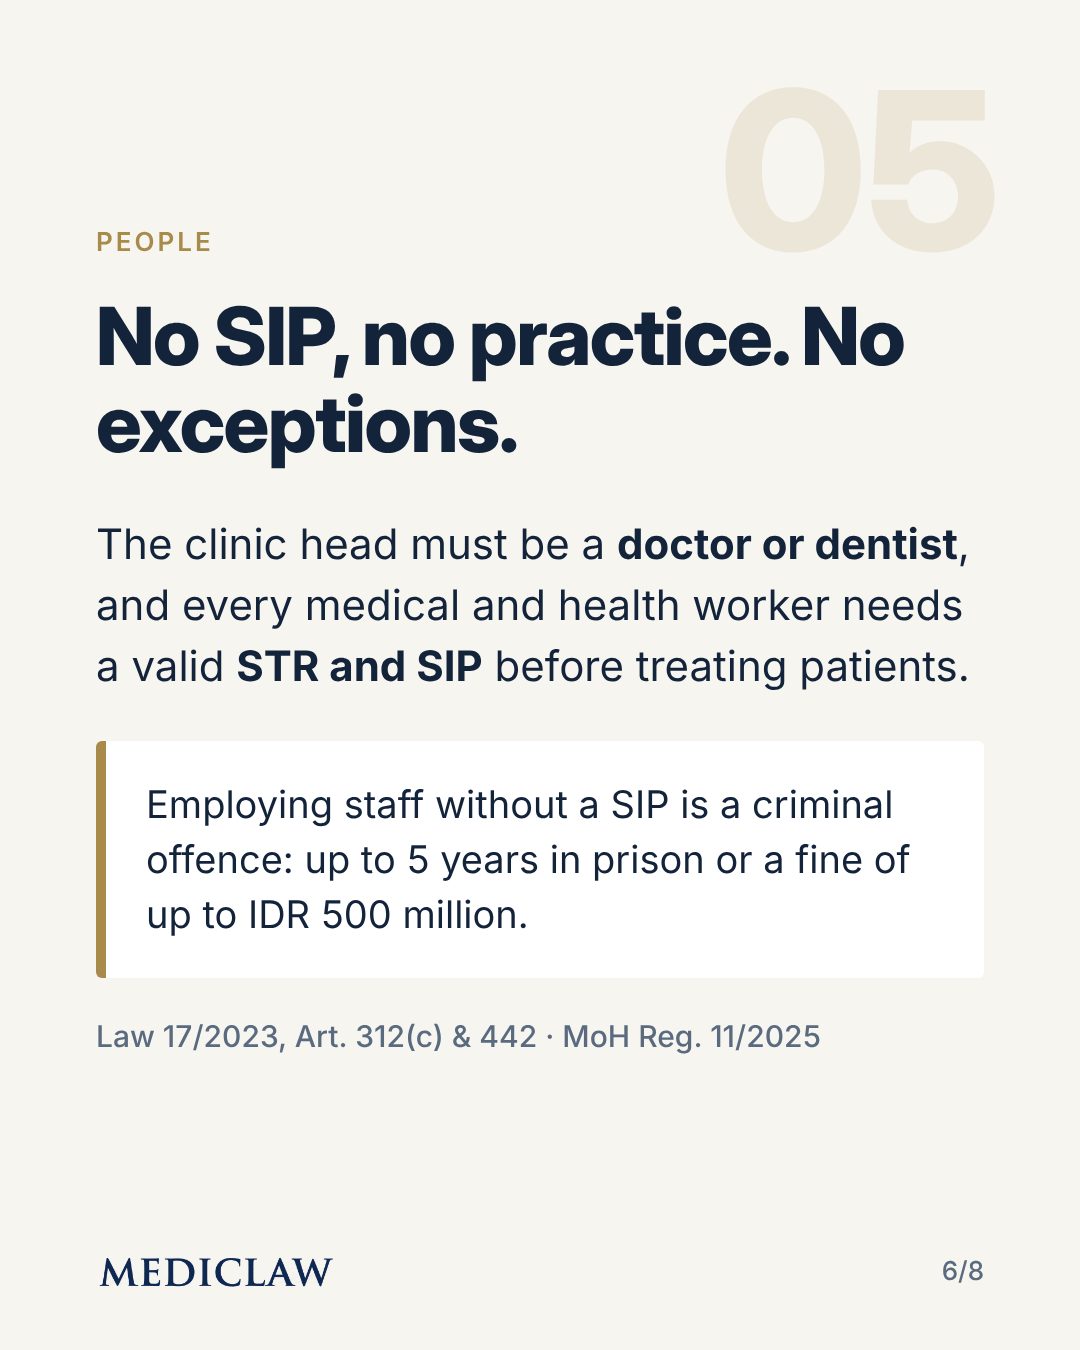 05
PEOPLE
No SIP, no practice. No
exceptions.
The clinic head must be a doctor or dentist,
and every medical and health worker needs
a valid STR and SIP before treating patients.
Employing staff without a SIP is a criminal
offence: up to 5 years in prison or a fine of
up to IDR 500 million.
Law 17/2023, Art. 312(c) & 442 · MoH Reg. 11/2025
MEDICLAW
6/8